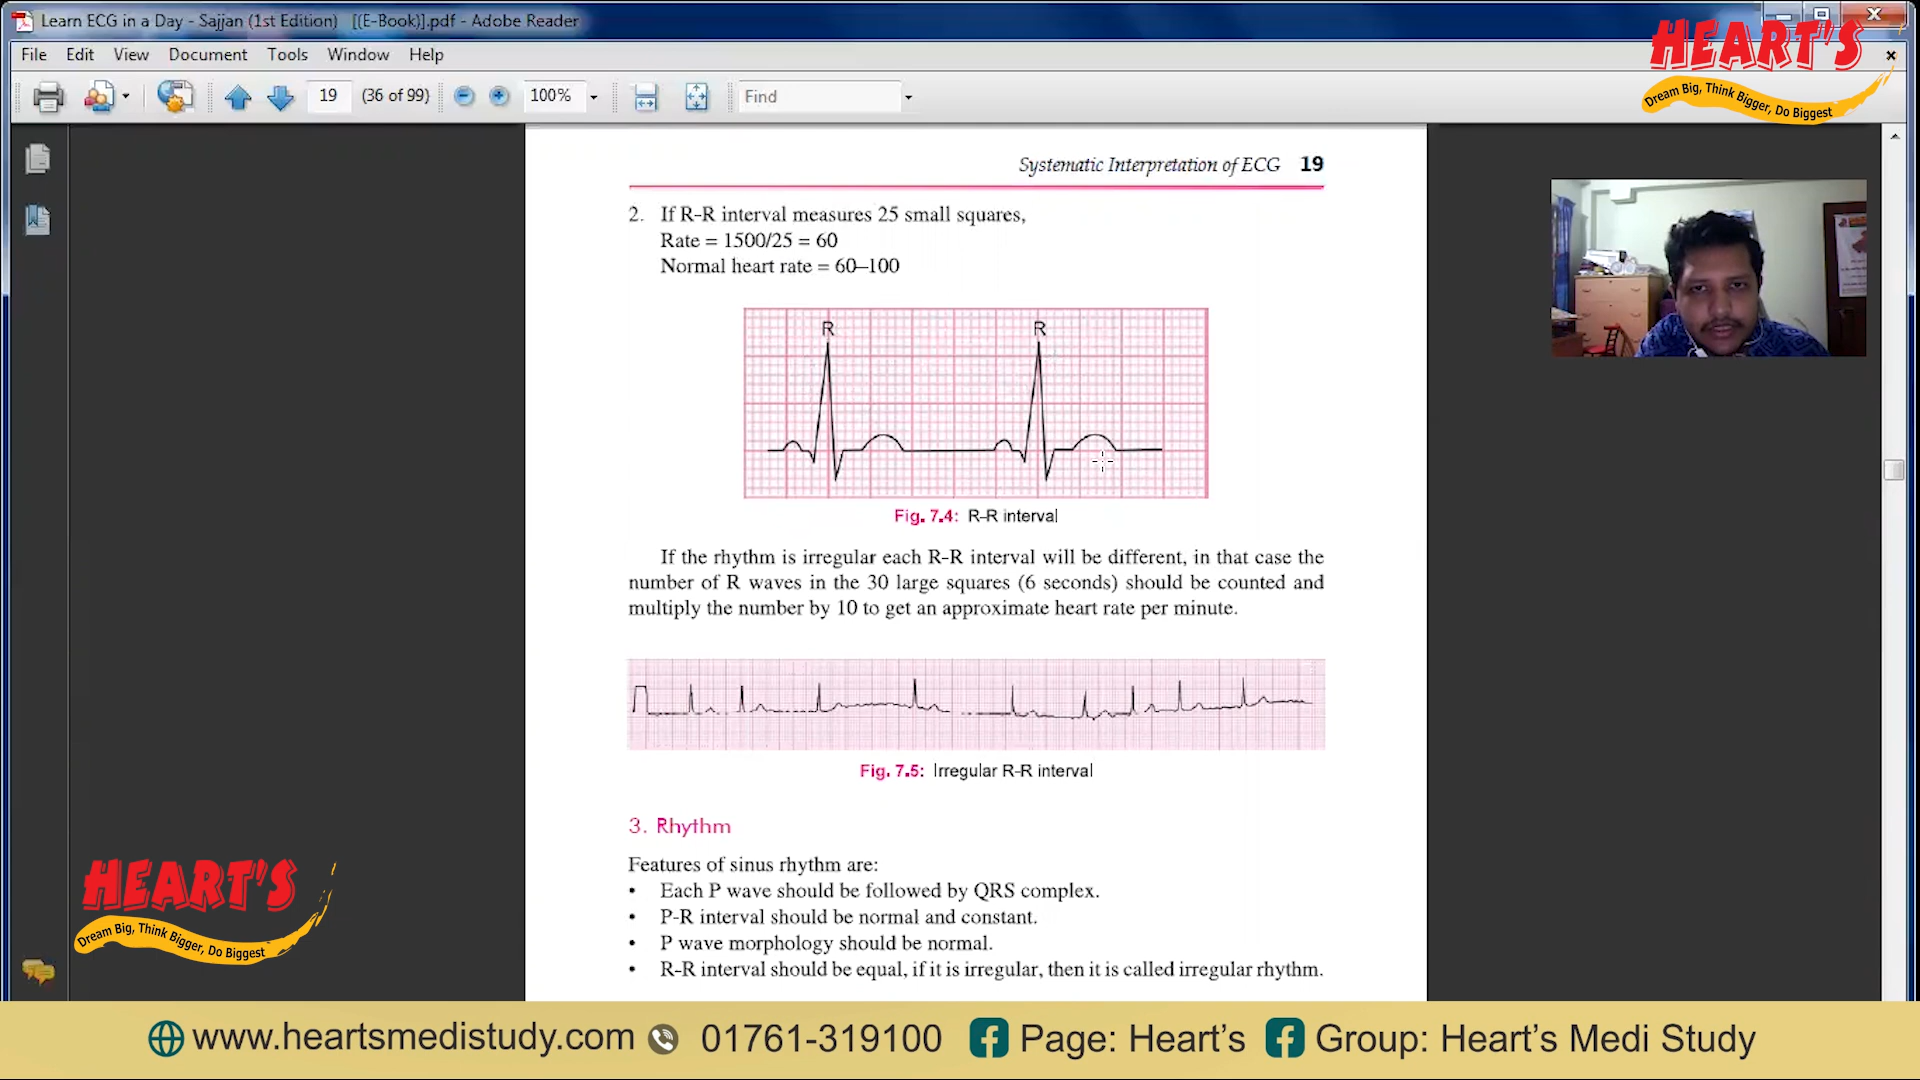 Learn ECG in a Day - Sajjan (1st Edition) [(E-Book)].pdf - Adobe Reader
File Edit View Document Tools Window Help
19 (36 of 99) 100% Find
HEART'S
Dream Big, Think Bigger, Do Biggest
Systematic Interpretation of ECG 19
2. If R-R interval measures 25 small squares,
Rate = 1500/25 = 60
Normal heart rate = 60–100
R R
Fig. 7.4: R-R interval
If the rhythm is irregular each R-R interval will be different, in that case the
number of R waves in the 30 large squares (6 seconds) should be counted and
multiply the number by 10 to get an approximate heart rate per minute.
Fig. 7.5: Irregular R-R interval
3. Rhythm
Features of sinus rhythm are:
• Each P wave should be followed by QRS complex.
• P-R interval should be normal and constant.
• P wave morphology should be normal.
• R-R interval should be equal, if it is irregular, then it is called irregular rhythm.
HEART'S
Dream Big, Think Bigger, Do Biggest
www.heartsmedistudy.com 01761-319100 Page: Heart’s Group: Heart’s Medi Study